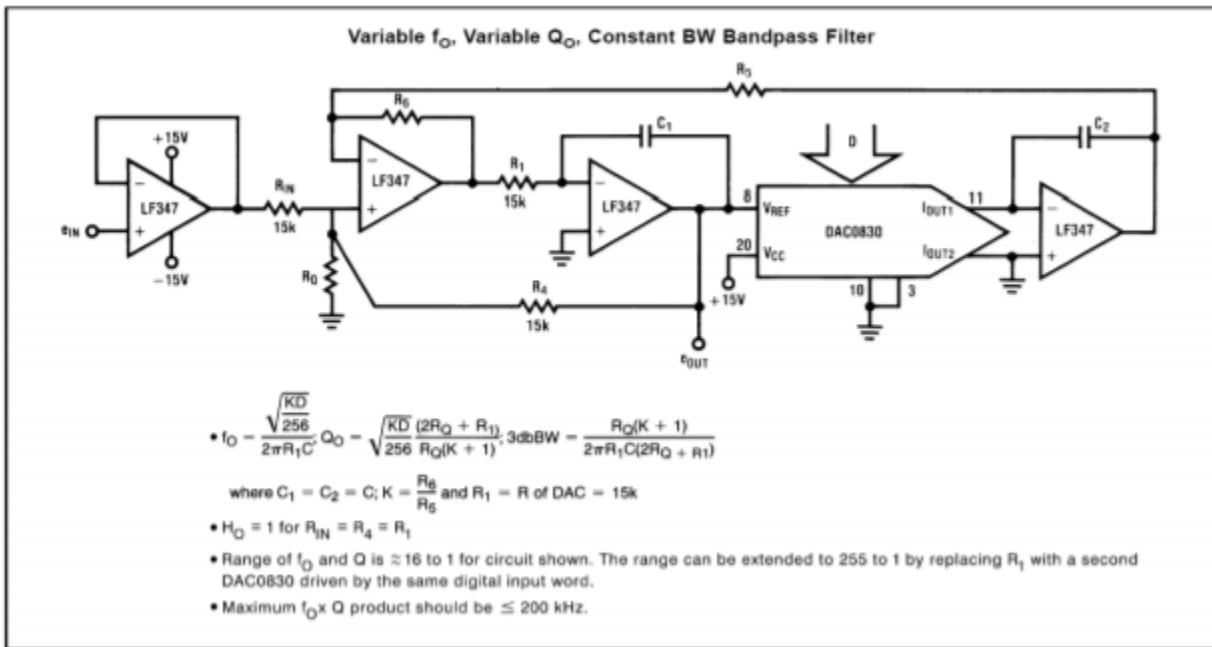 Variable fO, Variable QO, Constant BW Bandpass Filter
R5
R6
C1
C2
+15V
R1
D
RIN
LF347
15k
8
11
LF347
LF347
VREF
IOUT1
LF347
15k
DAC0830
eIN
20
VCC
IOUT2
−15V
RQ
R4
+15V
10
3
15k
eOUT
• fO = √(KD/256) / 2πR1C; QO = √(KD/256) (2RQ + R1) / RQ(K + 1); 3dbBW = RQ(K + 1) / 2πR1C(2RQ + R1)
where C1 = C2 = C; K = R6/R5 and R1 = R of DAC = 15k
• HO = 1 for RIN = R4 = R1
• Range of fO and Q is ≈16 to 1 for circuit shown. The range can be extended to 255 to 1 by replacing R1 with a second
DAC0830 driven by the same digital input word.
• Maximum fO x Q product should be ≤ 200 kHz.